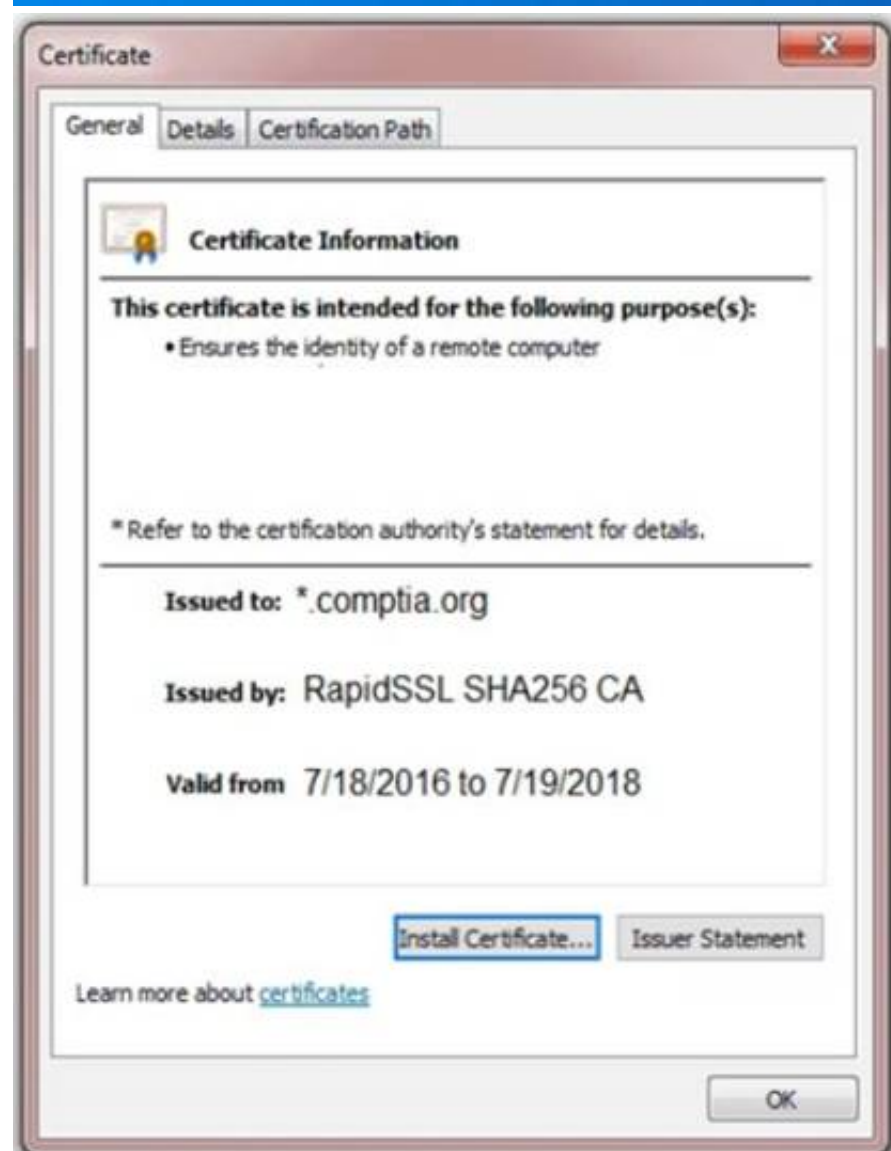 Certificate
General Details Certification Path
Certificate Information
This certificate is intended for the following purpose(s):
• Ensures the identity of a remote computer
* Refer to the certification authority's statement for details.
Issued to: *.comptia.org
Issued by: RapidSSL SHA256 CA
Valid from 7/18/2016 to 7/19/2018
Install Certificate... Issuer Statement
Learn more about certificates
OK